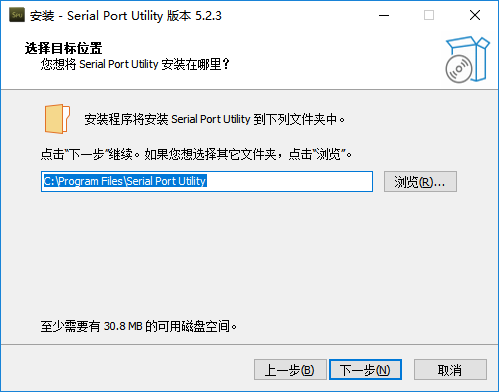 安装 - Serial Port Utility 版本 5.2.3
选择目标位置
您想将 Serial Port Utility 安装在哪里？
安装程序将安装 Serial Port Utility 到下列文件夹中。
点击“下一步”继续。如果您想选择其它文件夹，点击“浏览”。
C:\Program Files\Serial Port Utility
浏览(R)...
至少需要有 30.8 MB 的可用磁盘空间。
上一步(B) 下一步(N) 取消